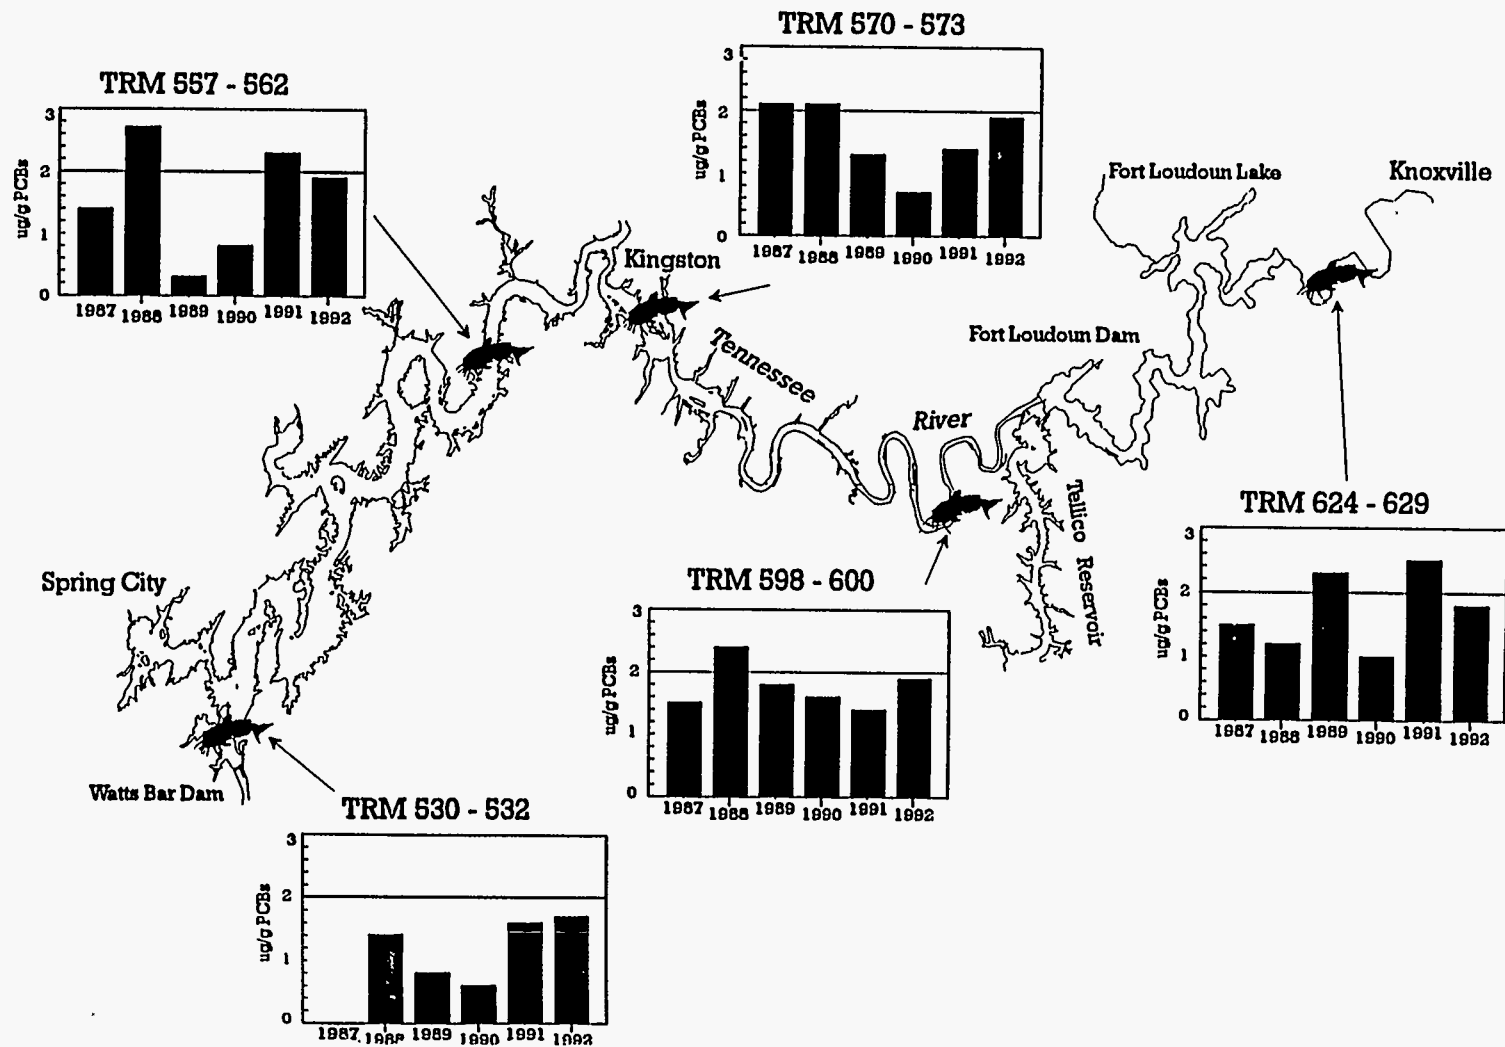 TRM 570 - 573
3
2
1
0
ug/g PCBs
1987 1988 1989 1990 1991 1992
TRM 557 - 562
3
2
1
0
ug/g PCBs
1987 1988 1989 1990 1991 1992
Fort Loudoun Lake
Knoxville
Kingston
Tennessee
River
Fort Loudoun Dam
Tellico Reservoir
TRM 624 - 629
3
2
1
0
ug/g PCBs
1987 1988 1989 1990 1991 1992
TRM 598 - 600
3
2
1
0
ug/g PCBs
1987 1988 1989 1990 1991 1992
Spring City
Watts Bar Dam
TRM 530 - 532
3
2
1
0
ug/g PCBs
1987 1988 1989 1990 1991 1992